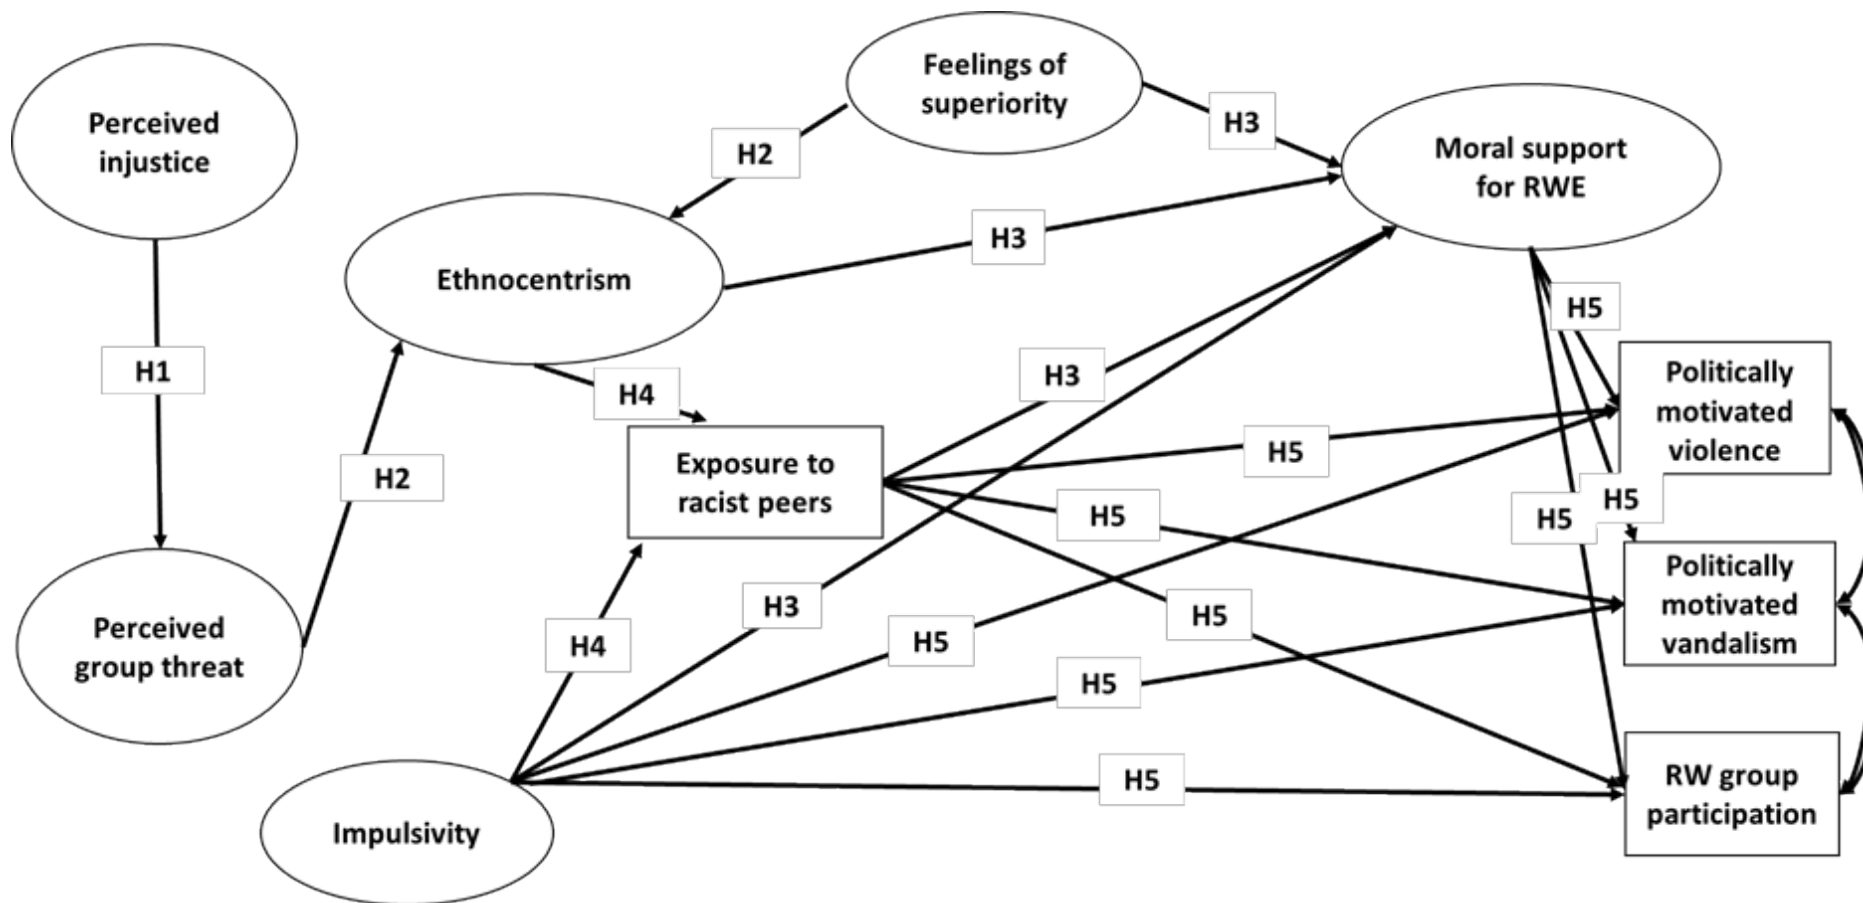 Feelings of
superiority
Perceived
injustice
H3
Moral support
for RWE
H2
H3
Ethnocentrism
H5
H1
H3
Politically
motivated
violence
H4
H5
Exposure to
racist peers
H2
H5
H5
H5
Politically
motivated
vandalism
H3
H5
H4
H5
Perceived
group threat
H5
H5
RW group
participation
Impulsivity